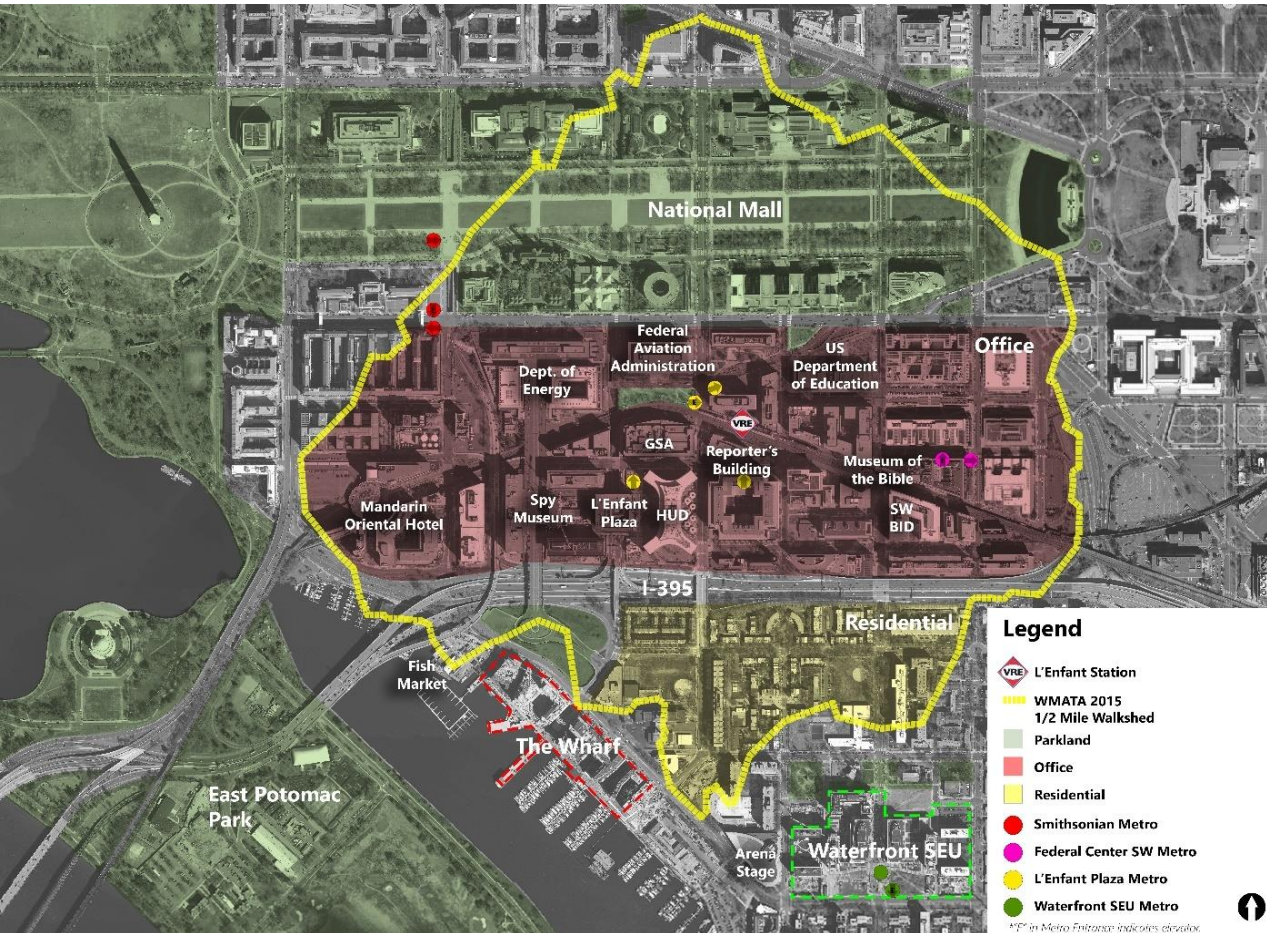 National Mall
Federal
Aviation
Administration
US
Department
of Education
Office
Dept. of
Energy
E
VRE
GSA
Reporter's
Building
Museum of
the Bible
Mandarin
Oriental Hotel
Spy
Museum
L'Enfant
Plaza
HUD
SW
BID
I-395
Residential
Fish
Market
The Wharf
East Potomac
Park
Arena
Stage
Waterfront SEU
Legend
VRE L'Enfant Station
WMATA 2015
1/2 Mile Walkshed
Parkland
Office
Residential
Smithsonian Metro
Federal Center SW Metro
L'Enfant Plaza Metro
Waterfront SEU Metro
*"E" in Metro Entrance indicates elevator.